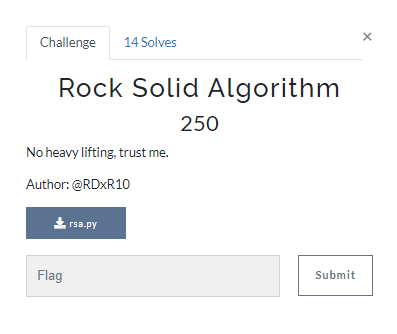 Challenge
14 Solves
×
Rock Solid Algorithm
250
No heavy lifting, trust me.
Author: @RDxR10
rsa.py
Flag
Submit